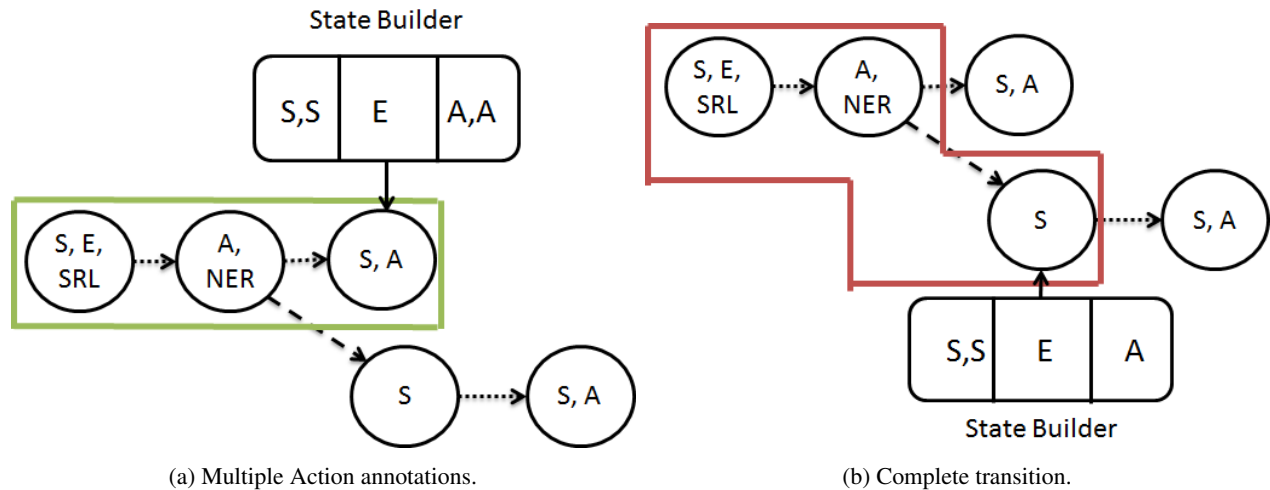 State Builder
S,S E A,A
S, E,
SRL
A,
NER
S, A
S
S, A
(a) Multiple Action annotations.
S, E,
SRL
A,
NER
S, A
S
S, A
S,S E A
State Builder
(b) Complete transition.